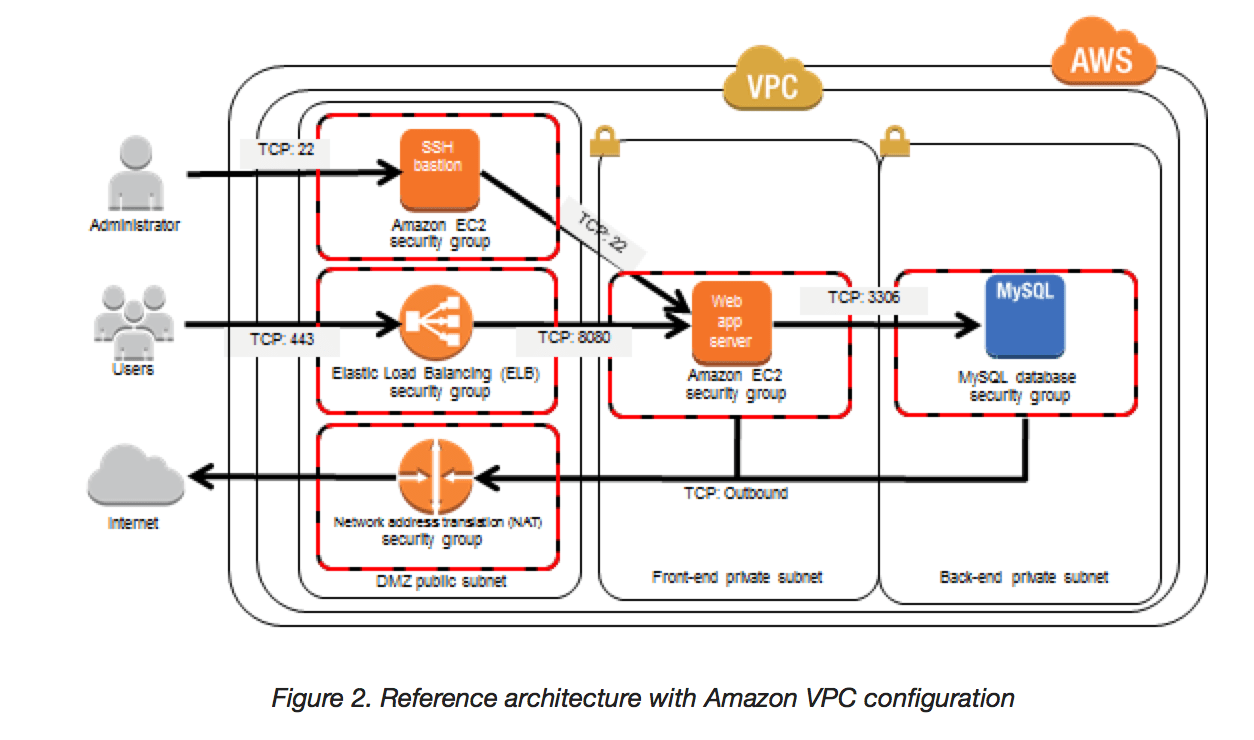 AWS
VPC
TCP: 22
SSH
bastion
Administrator
Amazon EC2
security group
TCP: 22
Users
TCP: 443
Elastic Load Balancing (ELB)
security group
TCP: 8080
Web
app
server
Amazon EC2
security group
TCP: 3306
MySQL
MySQL database
security group
Internet
Network address translation (NAT)
security group
TCP: Outbound
DMZ public subnet
Front-end private subnet
Back-end private subnet
Figure 2. Reference architecture with Amazon VPC configuration